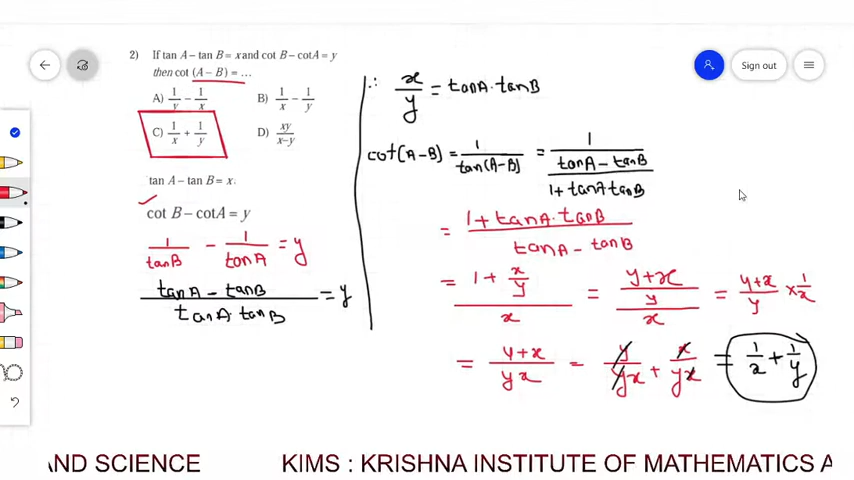 2) If tan A – tan B = x and cot B – cotA = y
then cot (A – B) = ...
A) 1/y – 1/x B) 1/x – 1/y
C) 1/x + 1/y D) xy/x–y
tan A – tan B = x.
cot B – cotA = y
1/tanB – 1/tanA = y
tanA – tanB/tanA tanB = y
∴ x/y = tanA · tanB
cot(A–B) = 1/tan(A–B) = 1/(tanA – tanB/1 + tanA tanB)
= 1 + tanA · tanB/tanA – tanB
= 1 + x/y/x = y+x/y/x = y+x/y × 1/x
= y+x/yx = y/yx + x/yx = 1/x + 1/y
Sign out
AND SCIENCE KIMS : KRISHNA INSTITUTE OF MATHEMATICS A